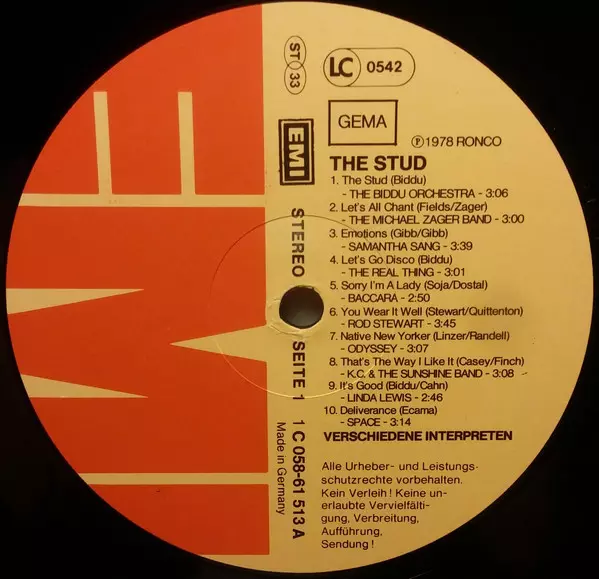 ST 33
LC 0542
GEMA
℗ 1978 RONCO
EMI
THE STUD
1. The Stud (Biddu)
- THE BIDDU ORCHESTRA - 3:06
2. Let's All Chant (Fields/Zager)
- THE MICHAEL ZAGER BAND - 3:00
3. Emotions (Gibb/Gibb)
- SAMANTHA SANG - 3:39
4. Let's Go Disco (Biddu)
- THE REAL THING - 3:01
5. Sorry I'm A Lady (Soja/Dostal)
- BACCARA - 2:50
6. You Wear It Well (Stewart/Quittenton)
- ROD STEWART - 3:45
7. Native New Yorker (Linzer/Randell)
- ODYSSEY - 3:07
8. That's The Way I Like It (Casey/Finch)
- K.C. & THE SUNSHINE BAND - 3:08
9. It's Good (Biddu/Cahn)
- LINDA LEWIS - 2:46
10. Deliverance (Ecama)
- SPACE - 3:14
VERSCHIEDENE INTERPRETEN
Alle Urheber- und Leistungs-
schutzrechte vorbehalten.
Kein Verleih! Keine un-
erlaubte Vervielfälti-
gung, Verbreitung,
Aufführung,
Sendung!
STEREO SEITE 1 1 C 058-61 513 A
Made in Germany
EMI